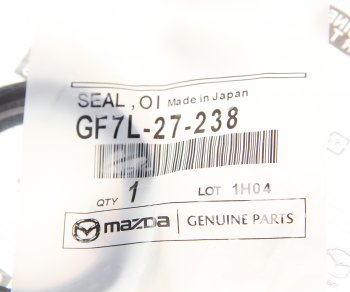 SEAL ,OI Made in Japan
GF7L-27-238
QTY 1 LOT 1H04
mazda GENUINE PARTS